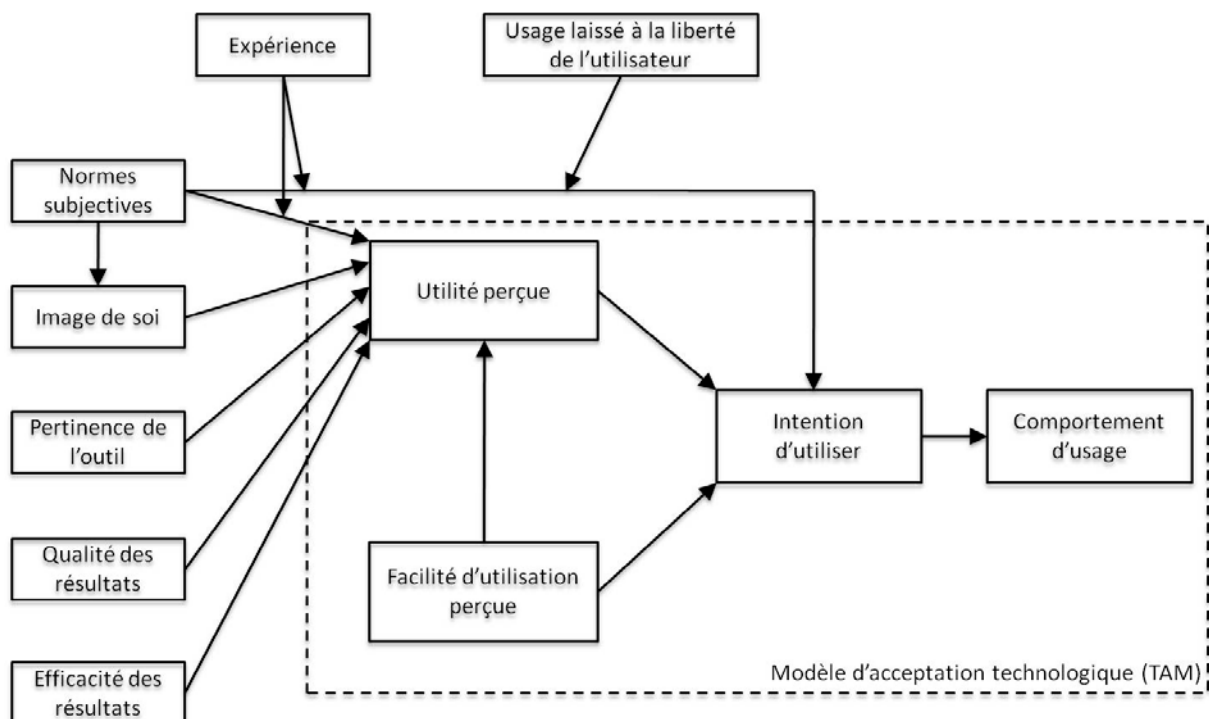 Expérience
Usage laissé à la liberté
de l’utilisateur
Normes
subjectives
Image de soi
Utilité perçue
Pertinence de
l’outil
Intention
d’utiliser
Comportement
d’usage
Qualité des
résultats
Facilité d’utilisation
perçue
Efficacité des
résultats
Modèle d’acceptation technologique (TAM)